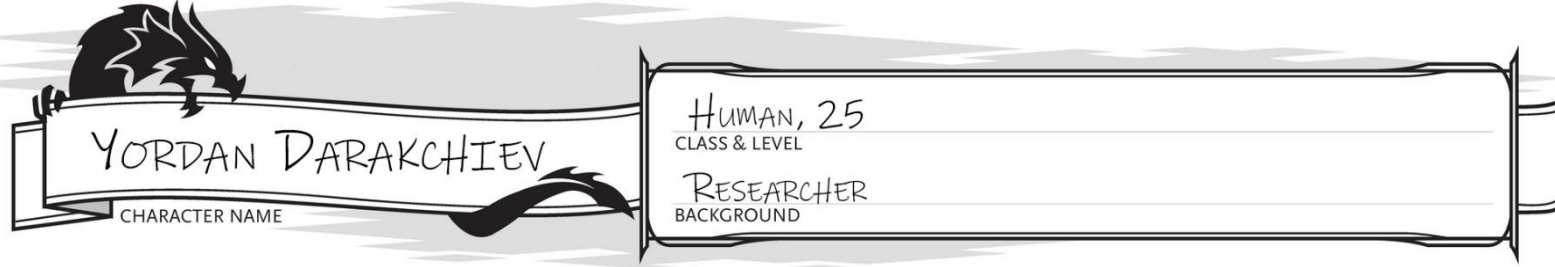 YORDAN DARAKCHIEV
CHARACTER NAME
HUMAN, 25
CLASS & LEVEL
RESEARCHER
BACKGROUND